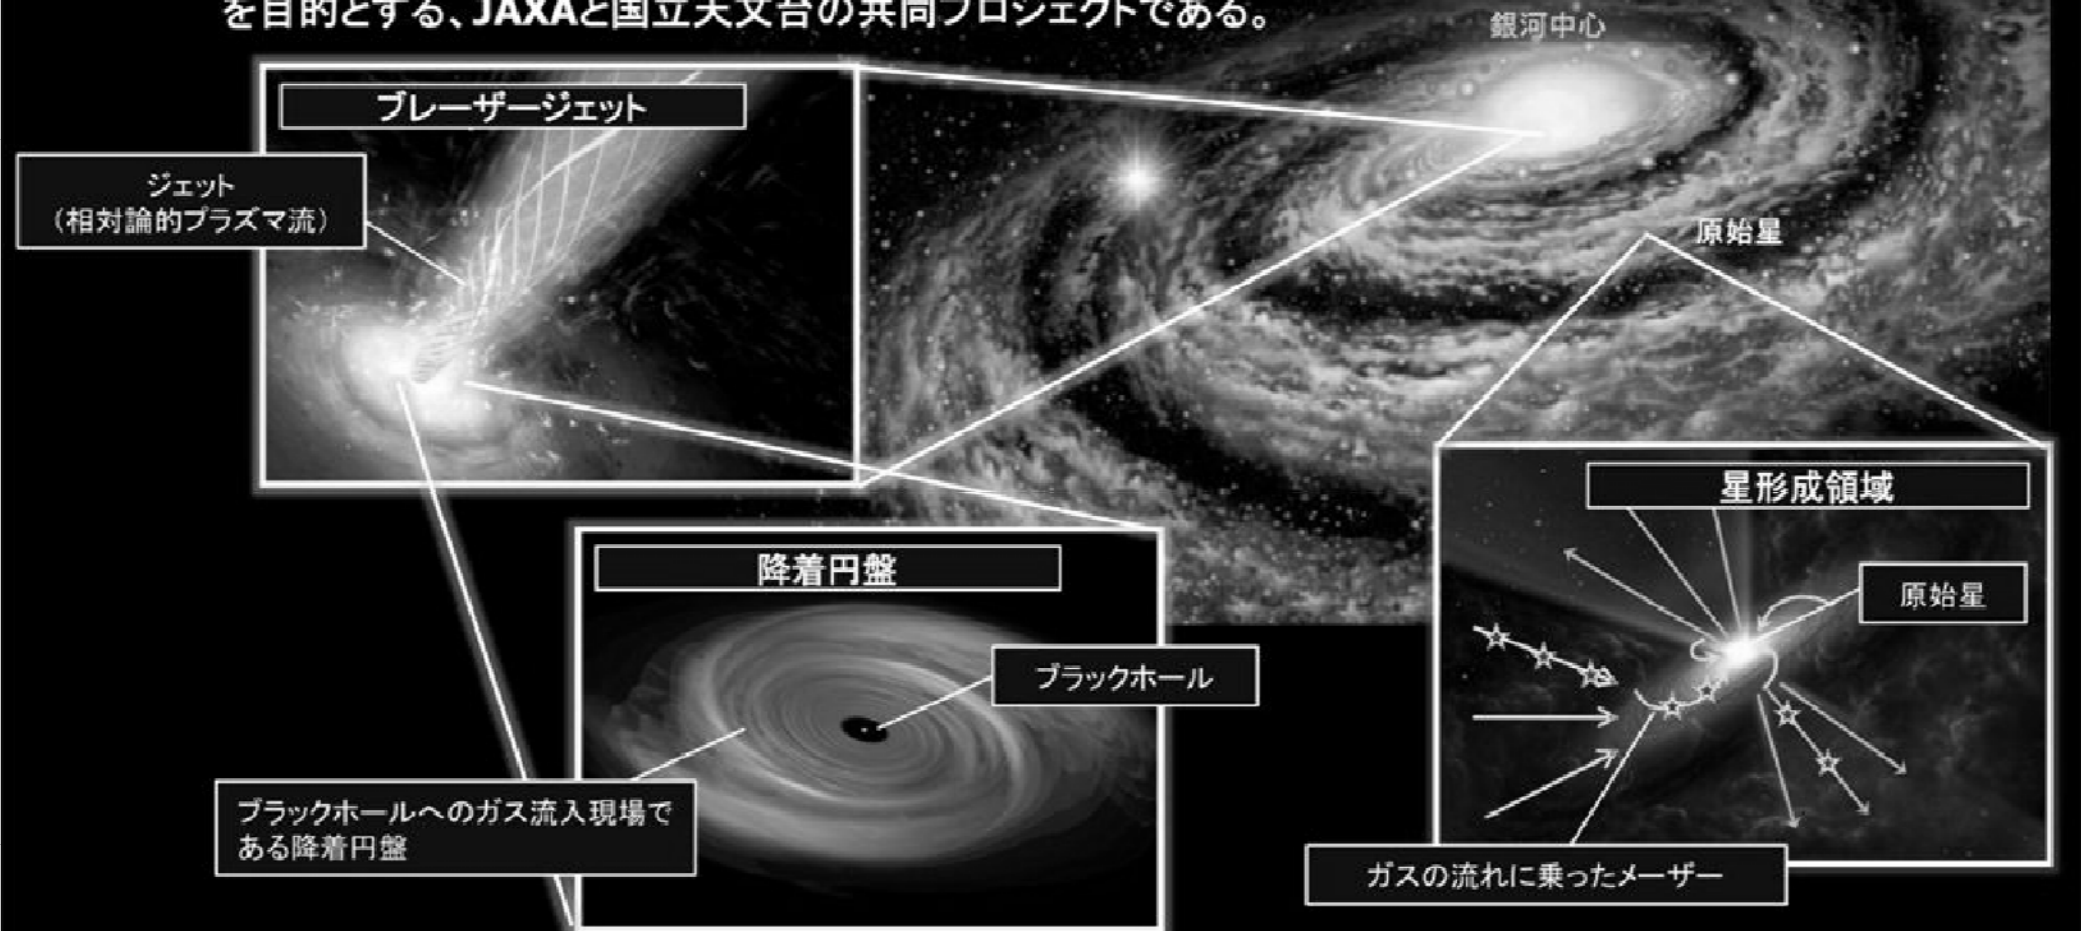 を目的とする、JAXAと国立天文台の共同プロジェクトである。
銀河中心
ブレーザージェット
ジェット
（相対論的プラズマ流）
原始星
星形成領域
原始星
降着円盤
ブラックホール
ブラックホールへのガス流入現場で
ある降着円盤
ガスの流れに乗ったメーザー